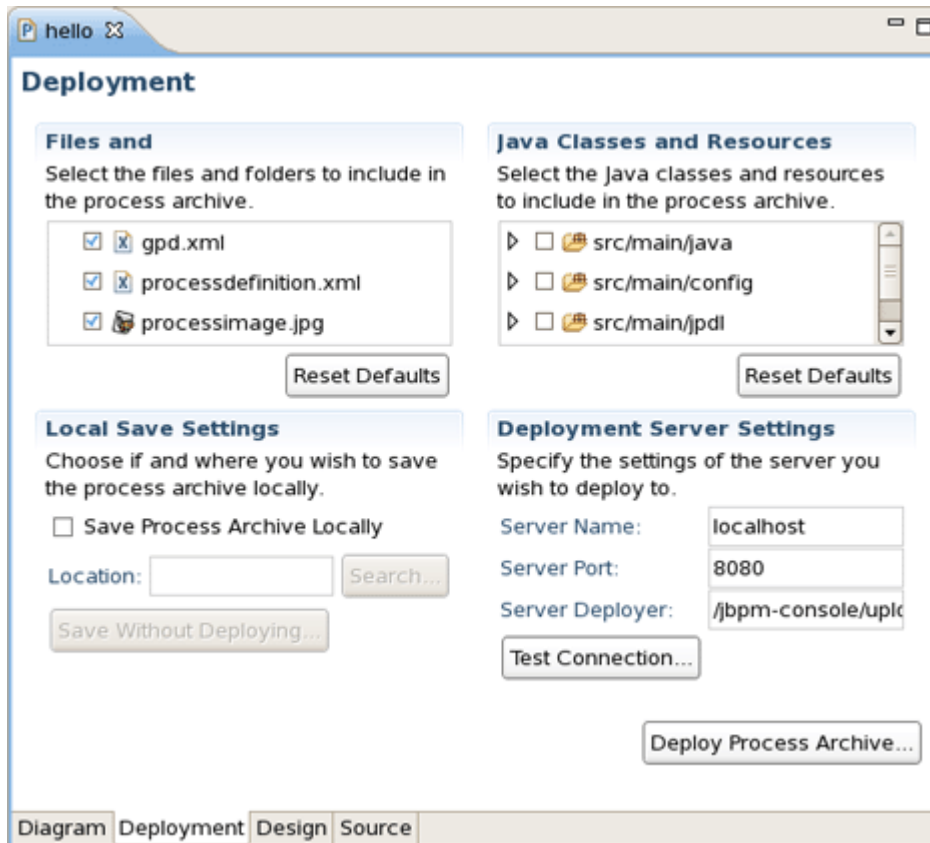 hello
Deployment
Files and
Select the files and folders to include in
the process archive.
gpd.xml
processdefinition.xml
processimage.jpg
Reset Defaults
Java Classes and Resources
Select the Java classes and resources
to include in the process archive.
src/main/java
src/main/config
src/main/jpdl
Reset Defaults
Local Save Settings
Choose if and where you wish to save
the process archive locally.
Save Process Archive Locally
Location:
Search...
Save Without Deploying...
Deployment Server Settings
Specify the settings of the server you
wish to deploy to.
Server Name: localhost
Server Port: 8080
Server Deployer: /jbpm-console/uplo
Test Connection...
Deploy Process Archive...
Diagram Deployment Design Source